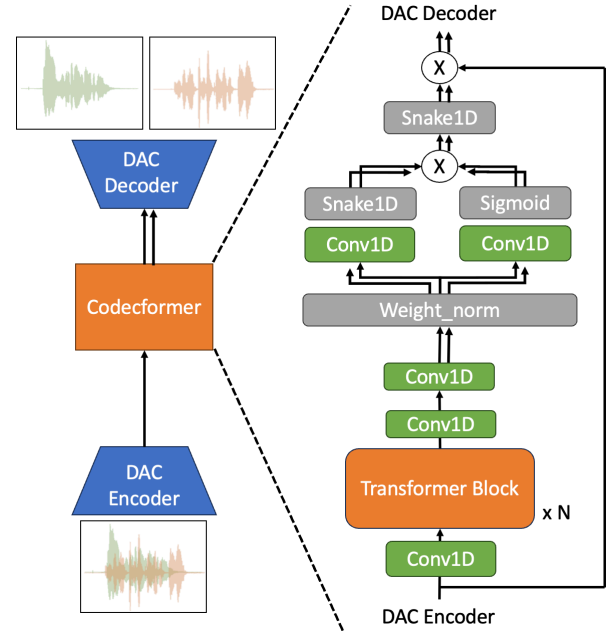 DAC
Decoder
Codecformer
DAC
Encoder
DAC Decoder
X
Snake1D
X
Snake1D
Sigmoid
Conv1D
Conv1D
Weight_norm
Conv1D
Conv1D
Transformer Block
x N
Conv1D
DAC Encoder